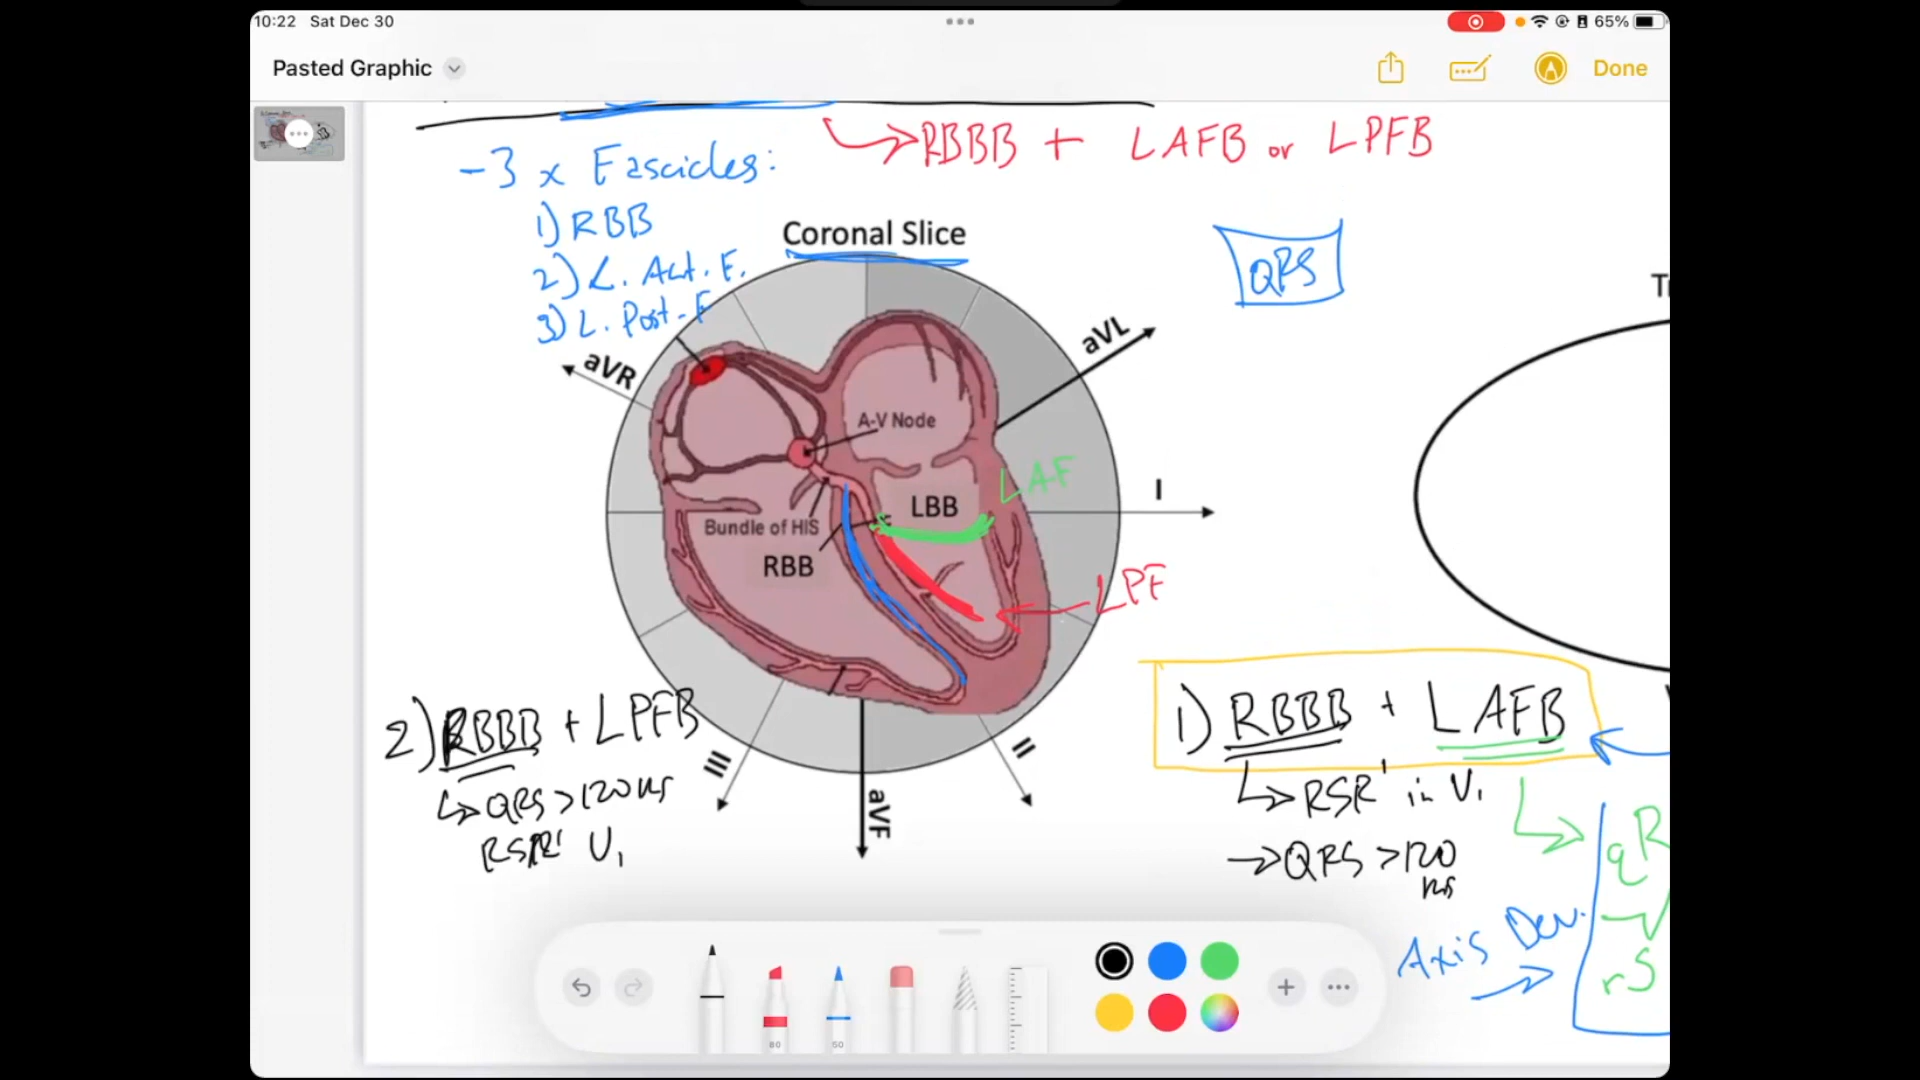 10:22 Sat Dec 30
65%
Pasted Graphic
Done
RBBB + LAFB or LPFB
-3 x Fascicles:
1) RBB
2) L. Ant. F.
3) L. Post. F
Coronal Slice
QRS
aVR
aVL
A-V Node
LAF
I
LBB
Bundle of HIS
RBB
LPF
2) RBBB + LPFB
↳ QRS >120 ms
RSR' V1
III
II
aVF
1) RBBB + LAFB
↳ RSR' in V1
→ QRS >120
ms
qR
Axis Dev.
rS
80
50